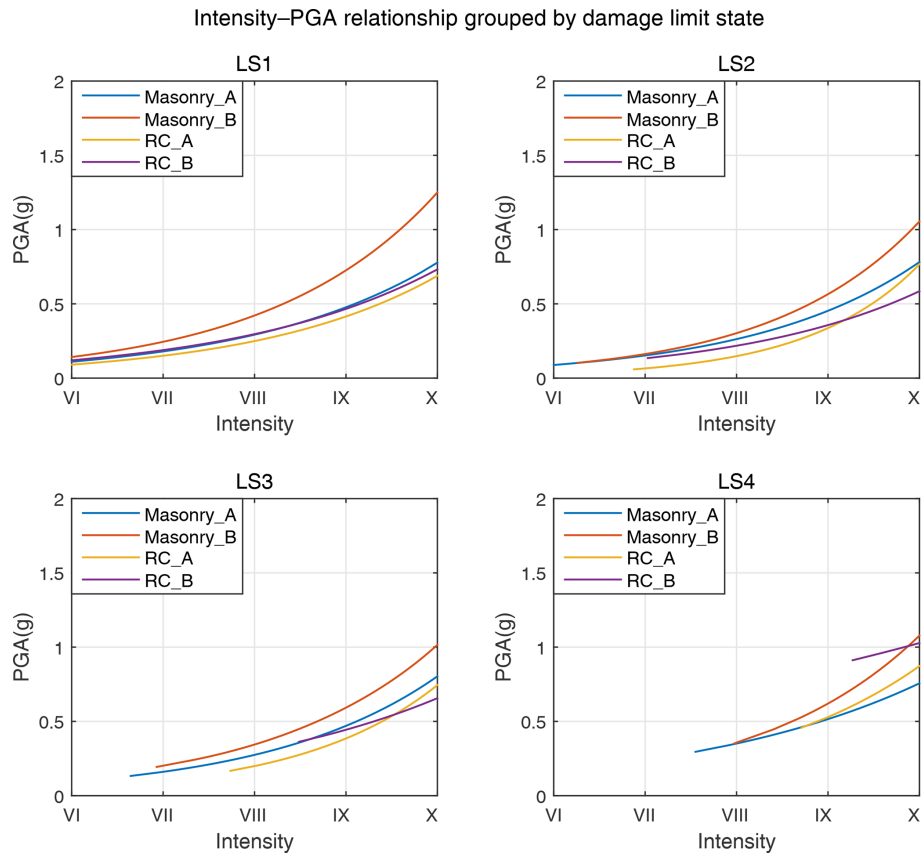 Intensity–PGA relationship grouped by damage limit state
LS1
Masonry_A
Masonry_B
RC_A
RC_B
2
1.5
1
0.5
0
PGA(g)
VI VII VIII IX X
Intensity
LS2
Masonry_A
Masonry_B
RC_A
RC_B
2
1.5
1
0.5
0
PGA(g)
VI VII VIII IX X
Intensity
LS3
Masonry_A
Masonry_B
RC_A
RC_B
2
1.5
1
0.5
0
PGA(g)
VI VII VIII IX X
Intensity
LS4
Masonry_A
Masonry_B
RC_A
RC_B
2
1.5
1
0.5
0
PGA(g)
VI VII VIII IX X
Intensity